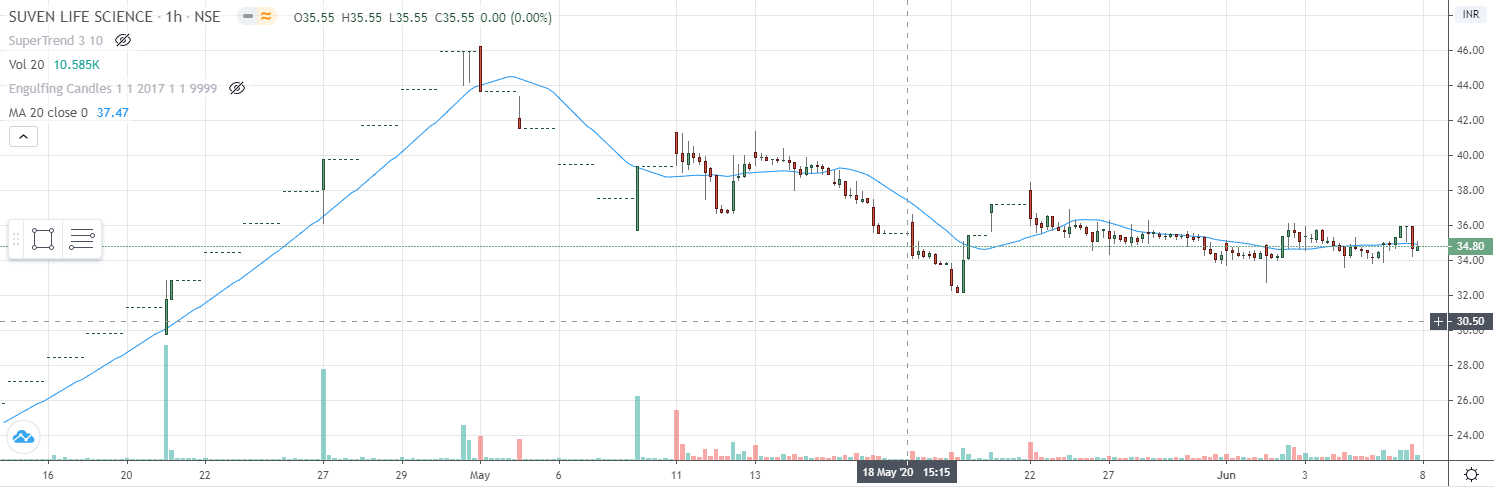 SUVEN LIFE SCIENCE · 1h · NSE O35.55 H35.55 L35.55 C35.55 0.00 (0.00%)
INR
SuperTrend 3 10
Vol 20 10.585K
Engulfing Candles 1 1 2017 1 1 9999
MA 20 close 0 37.47
46.00
44.00
42.00
40.00
38.00
36.00
34.80
34.00
32.00
30.50
30.00
28.00
26.00
24.00
16 20 22 27 29 May 6 11 13 18 May '20 15:15 22 27 Jun 3 8